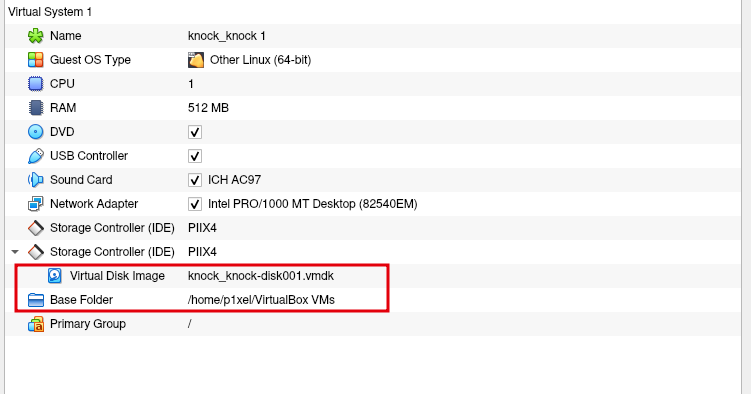 Virtual System 1
Name knock_knock 1
Guest OS Type Other Linux (64-bit)
CPU 1
RAM 512 MB
DVD
USB Controller
Sound Card ICH AC97
Network Adapter Intel PRO/1000 MT Desktop (82540EM)
Storage Controller (IDE) PIIX4
Storage Controller (IDE) PIIX4
Virtual Disk Image knock_knock-disk001.vmdk
Base Folder /home/p1xel/VirtualBox VMs
Primary Group /